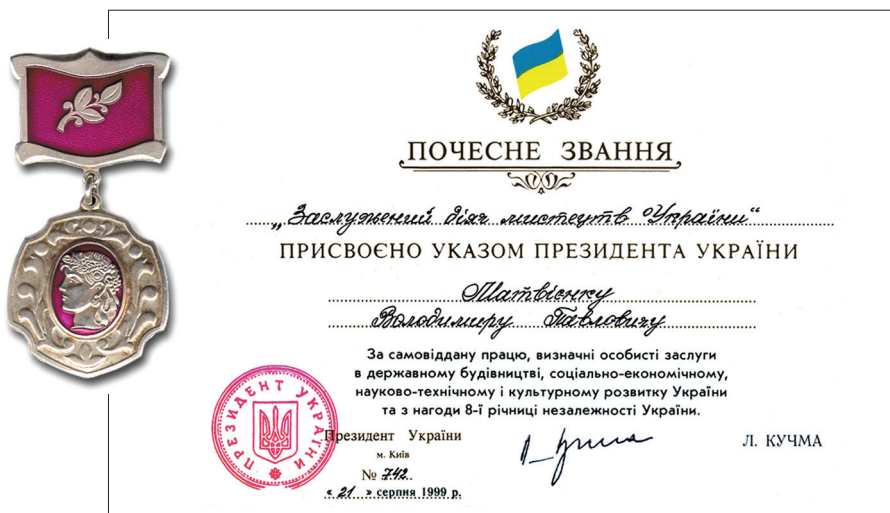 ПОЧЕСНЕ ЗВАННЯ
„Заслужений діяч мистецтв України“
ПРИСВОЄНО УКАЗОМ ПРЕЗИДЕНТА УКРАЇНИ
Матвієнку
Володимиру Павловичу
За самовіддану працю, визначні особисті заслуги
в державному будівництві, соціально-економічному,
науково-технічному і культурному розвитку України
та з нагоди 8-ї річниці незалежності України.
ПРЕЗИДЕНТ УКРАЇНИ
Президент України
м. Київ
Л. КУЧМА
№ 742.
« 21 » серпня 1999 р.